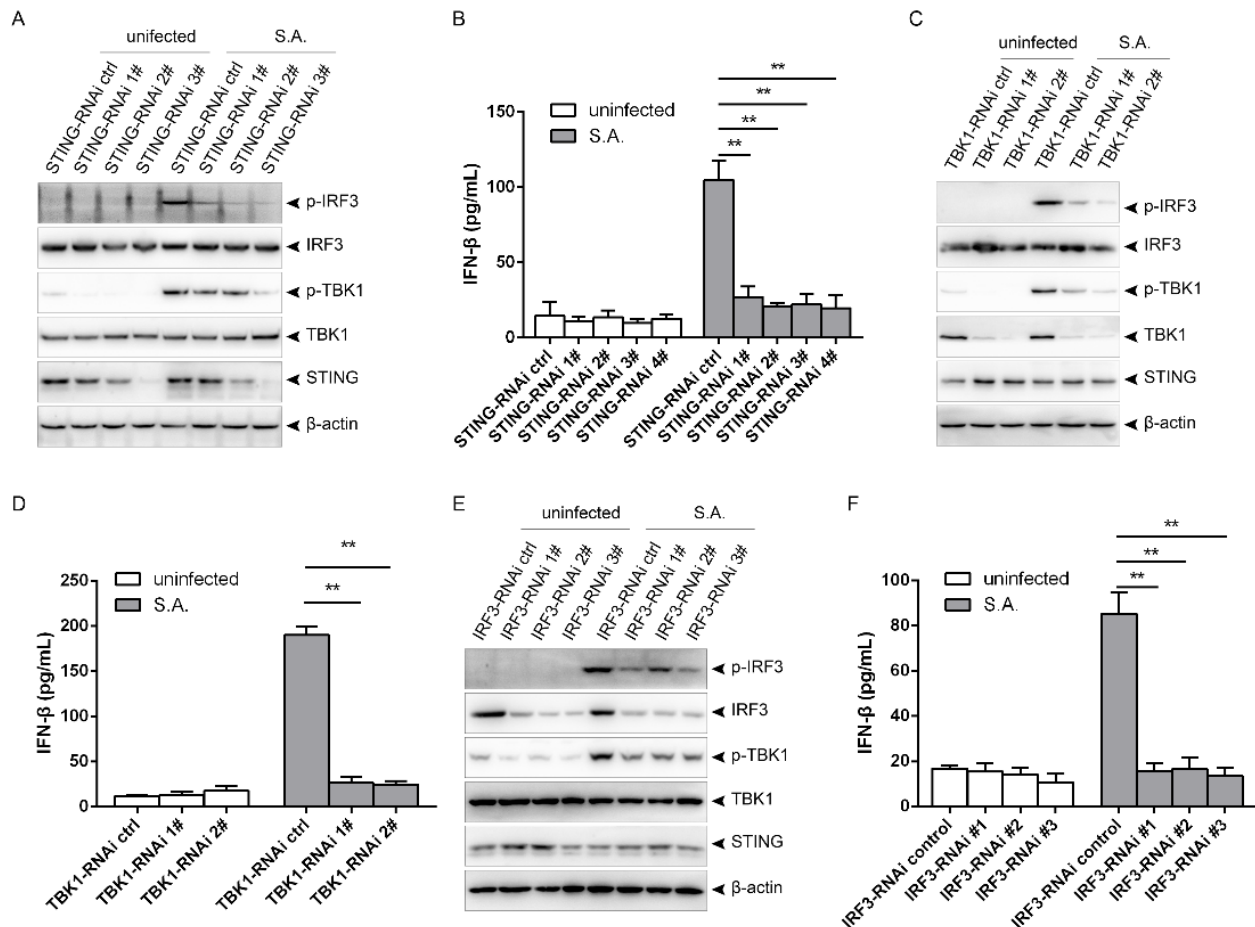 A
unifected
S.A.
STING-RNAi ctrl
STING-RNAi 1#
STING-RNAi 2#
STING-RNAi 3#
STING-RNAi ctrl
STING-RNAi 1#
STING-RNAi 2#
STING-RNAi 3#
p-IRF3
IRF3
p-TBK1
TBK1
STING
β-actin
B
uninfected
S.A.
**
**
**
**
IFN-β (pg/mL)
150
100
50
0
STING-RNAi ctrl
STING-RNAi 1#
STING-RNAi 2#
STING-RNAi 3#
STING-RNAi 4#
STING-RNAi ctrl
STING-RNAi 1#
STING-RNAi 2#
STING-RNAi 3#
STING-RNAi 4#
C
uninfected
S.A.
TBK1-RNAi ctrl
TBK1-RNAi 1#
TBK1-RNAi 2#
TBK1-RNAi ctrl
TBK1-RNAi 1#
TBK1-RNAi 2#
p-IRF3
IRF3
p-TBK1
TBK1
STING
β-actin
D
uninfected
S.A.
**
**
IFN-β (pg/mL)
250
200
150
100
50
0
TBK1-RNAi ctrl
TBK1-RNAi 1#
TBK1-RNAi 2#
TBK1-RNAi ctrl
TBK1-RNAi 1#
TBK1-RNAi 2#
E
uninfected
S.A.
IRF3-RNAi ctrl
IRF3-RNAi 1#
IRF3-RNAi 2#
IRF3-RNAi 3#
IRF3-RNAi ctrl
IRF3-RNAi 1#
IRF3-RNAi 2#
IRF3-RNAi 3#
p-IRF3
IRF3
p-TBK1
TBK1
STING
β-actin
F
uninfected
S.A.
**
**
**
IFN-β (pg/mL)
100
80
60
40
20
0
IRF3-RNAi control
IRF3-RNAi #1
IRF3-RNAi #2
IRF3-RNAi #3
IRF3-RNAi control
IRF3-RNAi #1
IRF3-RNAi #2
IRF3-RNAi #3